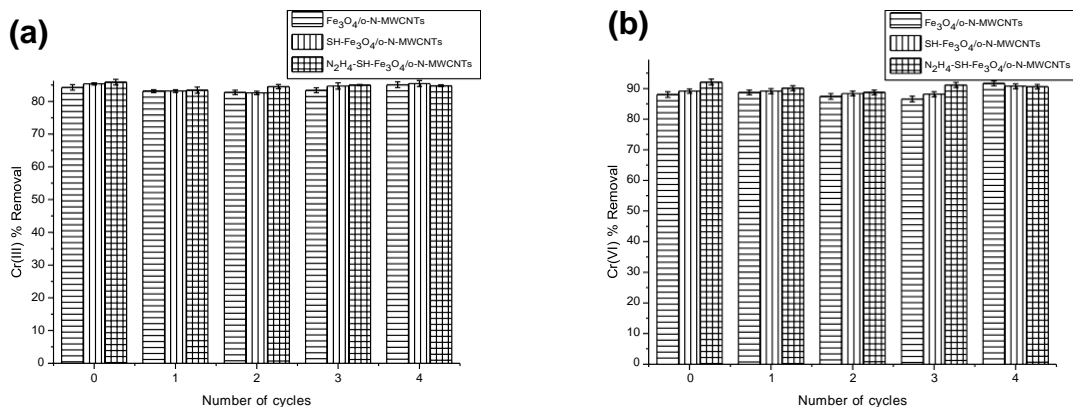 (a)
Fe3O4/o-N-MWCNTs
SH-Fe3O4/o-N-MWCNTs
N2H4-SH-Fe3O4/o-N-MWCNTs
Cr(III) % Removal
80
70
60
50
40
30
20
10
0
0 1 2 3 4
Number of cycles
(b)
Fe3O4/o-N-MWCNTs
SH-Fe3O4/o-N-MWCNTs
N2H4-SH-Fe3O4/o-N-MWCNTs
Cr(VI) % Removal
90
80
70
60
50
40
30
20
10
0
0 1 2 3 4
Number of cycles